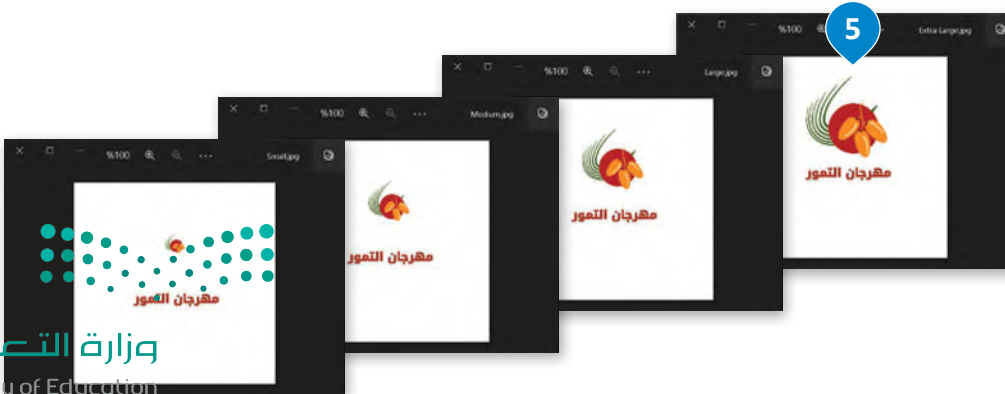 5
%100
Extra Large.jpg
مهرجان التمور
%100
Large.jpg
مهرجان التمور
%100
Medium.jpg
مهرجان التمور
%100
Small.jpg
مهرجان التمور
وزارة التع
y of Education